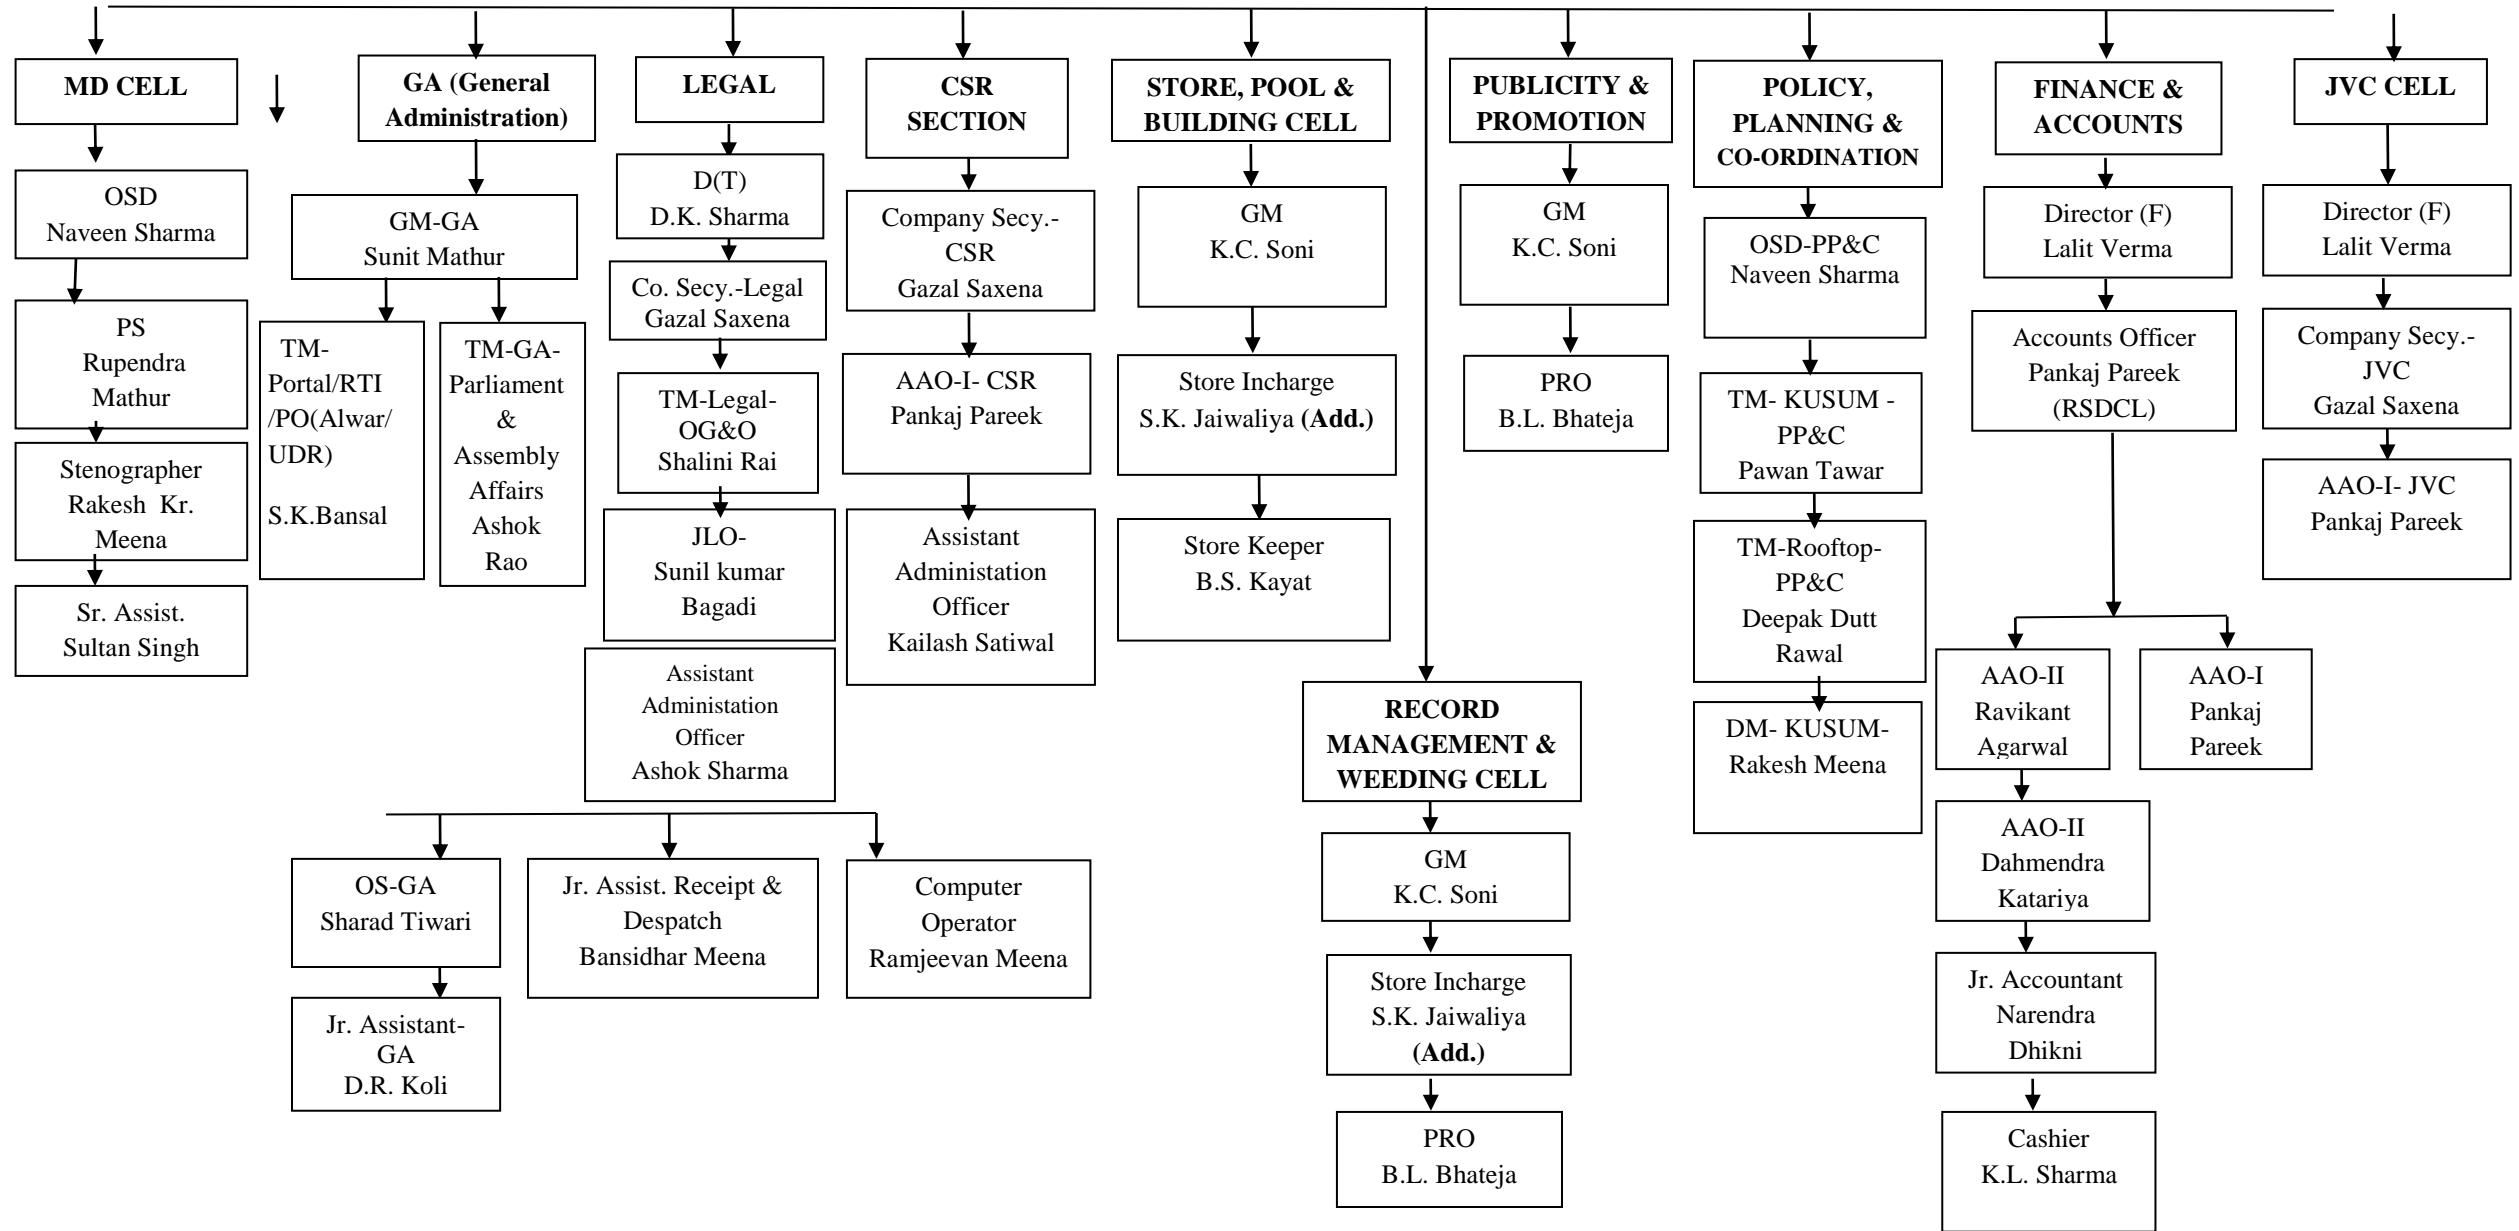 MD CELL
OSD
Naveen Sharma
PS
Rupendra
Mathur
Stenographer
Rakesh Kr.
Meena
Sr. Assist.
Sultan Singh
GA (General
Administration)
GM-GA
Sunit Mathur
TM-
Portal/RTI
/PO(Alwar/
UDR)
S.K.Bansal
TM-GA-
Parliament
&
Assembly
Affairs
Ashok
Rao
LEGAL
D(T)
D.K. Sharma
Co. Secy.-Legal
Gazal Saxena
TM-Legal-
OG&O
Shalini Rai
JLO-
Sunil kumar
Bagadi
Assistant
Administation
Officer
Ashok Sharma
OS-GA
Sharad Tiwari
Jr. Assistant-
GA
D.R. Koli
Jr. Assist. Receipt &
Despatch
Bansidhar Meena
Computer
Operator
Ramjeevan Meena
CSR
SECTION
Company Secy.-
CSR
Gazal Saxena
AAO-I- CSR
Pankaj Pareek
Assistant
Administation
Officer
Kailash Satiwal
STORE, POOL &
BUILDING CELL
GM
K.C. Soni
Store Incharge
S.K. Jaiwaliya (Add.)
Store Keeper
B.S. Kayat
RECORD
MANAGEMENT &
WEEDING CELL
GM
K.C. Soni
Store Incharge
S.K. Jaiwaliya
(Add.)
PRO
B.L. Bhateja
PUBLICITY &
PROMOTION
GM
K.C. Soni
PRO
B.L. Bhateja
POLICY,
PLANNING &
CO-ORDINATION
OSD-PP&C
Naveen Sharma
TM- KUSUM -
PP&C
Pawan Tawar
TM-Rooftop-
PP&C
Deepak Dutt
Rawal
DM- KUSUM-
Rakesh Meena
FINANCE &
ACCOUNTS
Director (F)
Lalit Verma
Accounts Officer
Pankaj Pareek
(RSDCL)
AAO-II
Ravikant
Agarwal
AAO-I
Pankaj
Pareek
AAO-II
Dahmendra
Katariya
Jr. Accountant
Narendra
Dhikni
Cashier
K.L. Sharma
JVC CELL
Director (F)
Lalit Verma
Company Secy.-
JVC
Gazal Saxena
AAO-I- JVC
Pankaj Pareek